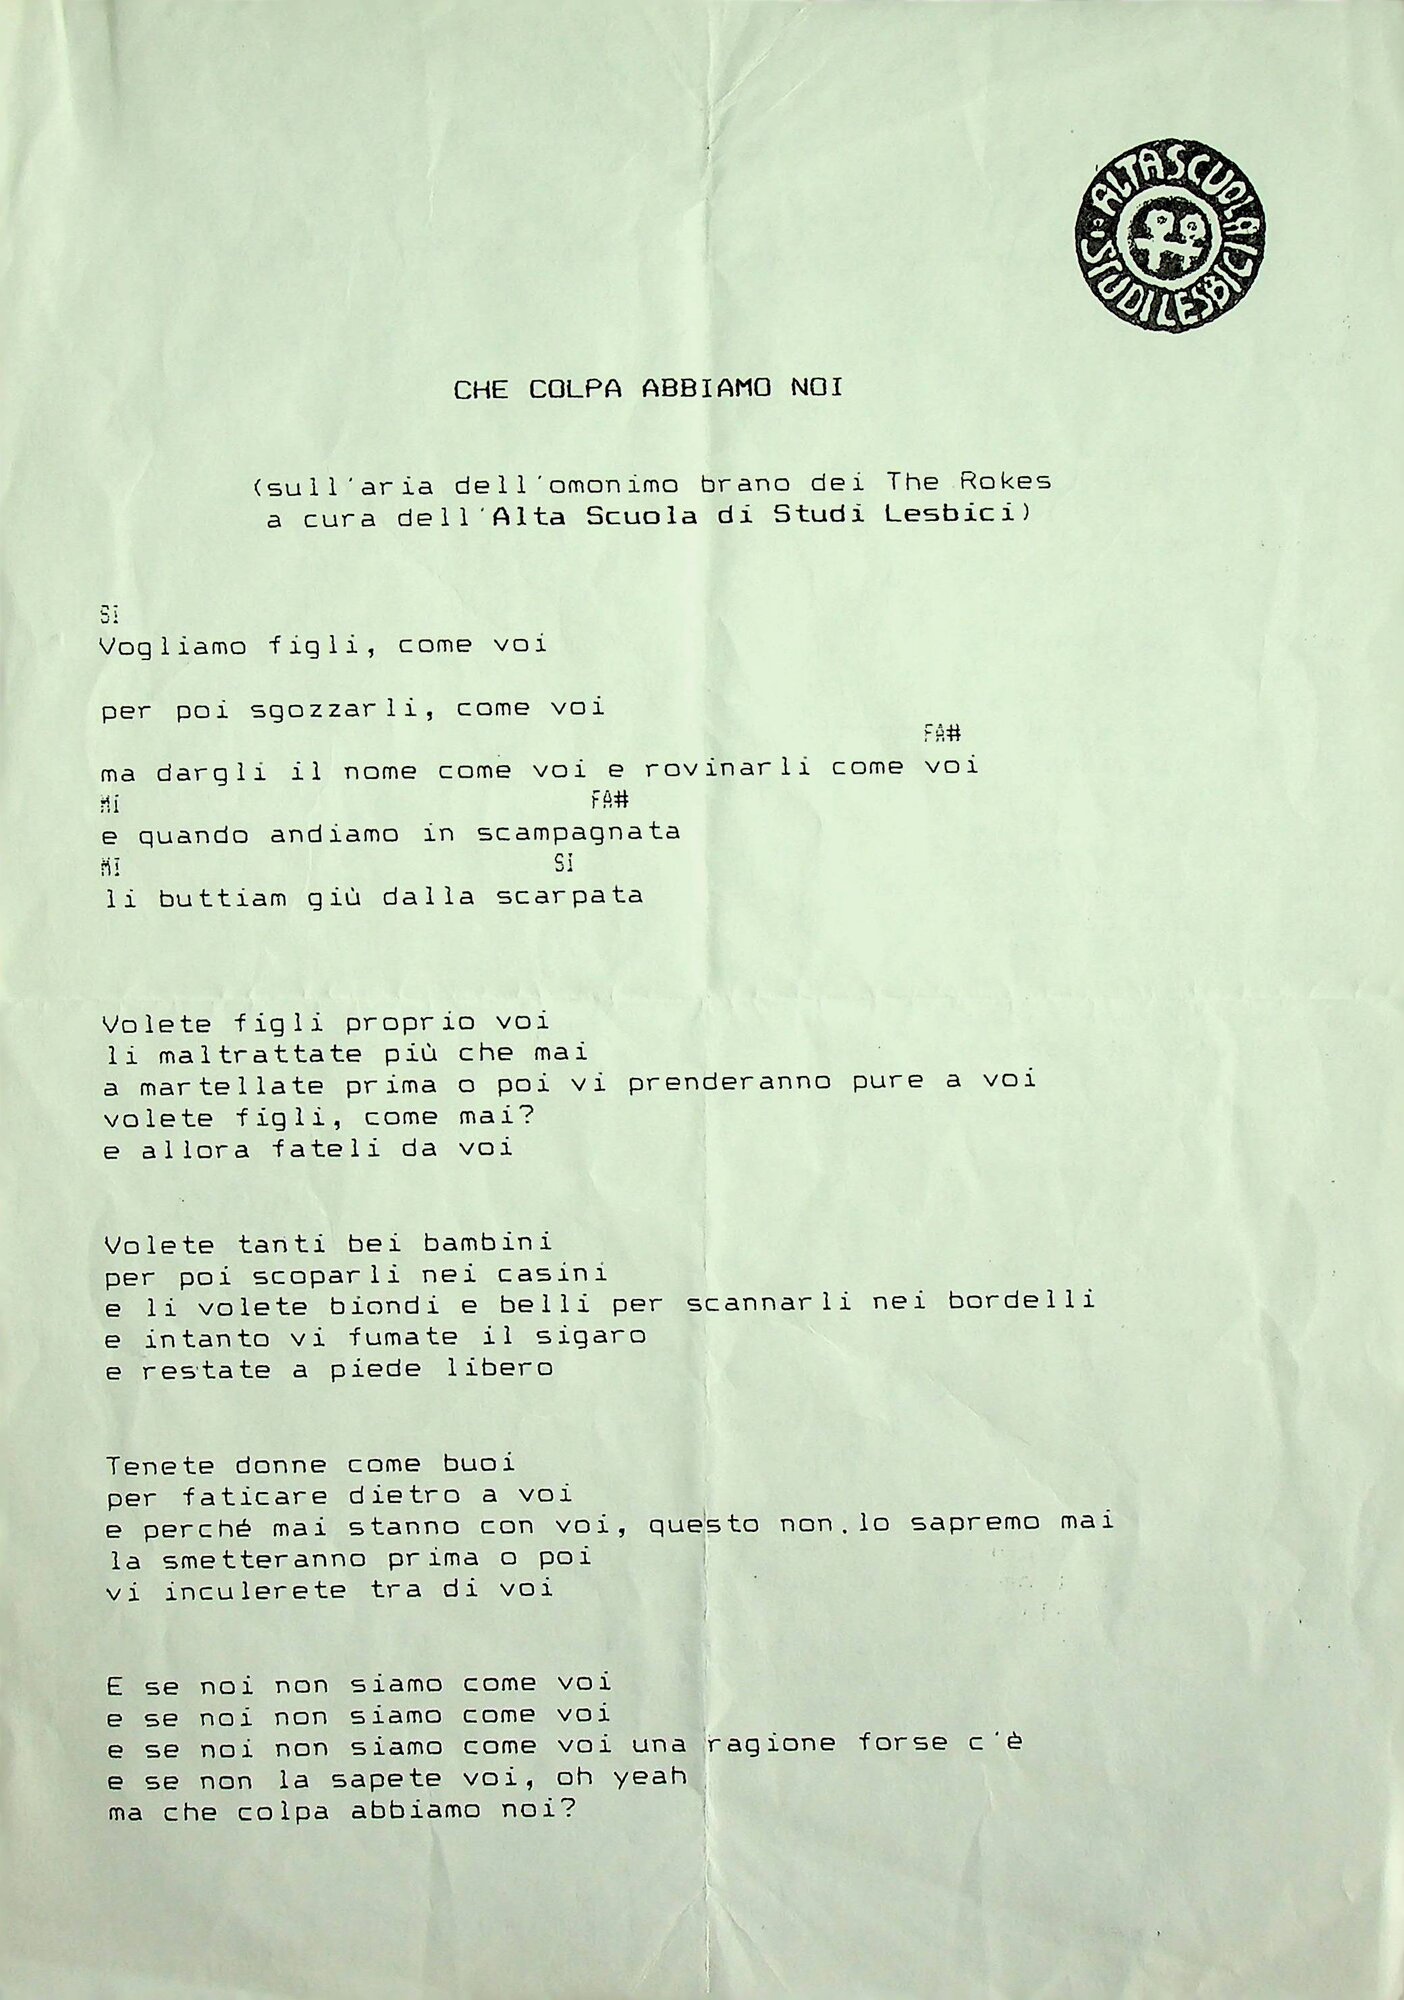 ALTA SCUOLA
DI STUDI LESBICI
CHE COLPA ABBIAMO NOI
(sull'aria dell'omonimo brano dei The Rokes
a cura dell'Alta Scuola di Studi Lesbici)
SI
Vogliamo figli, come voi
per poi sgozzarli, come voi
FA#
ma dargli il nome come voi e rovinarli come voi
MI FA#
e quando andiamo in scampagnata
MI SI
li buttiam giù dalla scarpata
Volete figli proprio voi
li maltrattate più che mai
a martellate prima o poi vi prenderanno pure a voi
volete figli, come mai?
e allora fateli da voi
Volete tanti bei bambini
per poi scoparli nei casini
e li volete biondi e belli per scannarli nei bordelli
e intanto vi fumate il sigaro
e restate a piede libero
Tenete donne come buoi
per faticare dietro a voi
e perché mai stanno con voi, questo non.lo sapremo mai
la smetteranno prima o poi
vi inculerete tra di voi
E se noi non siamo come voi
e se noi non siamo come voi
e se noi non siamo come voi una ragione forse c'è
e se non la sapete voi, oh yeah
ma che colpa abbiamo noi?